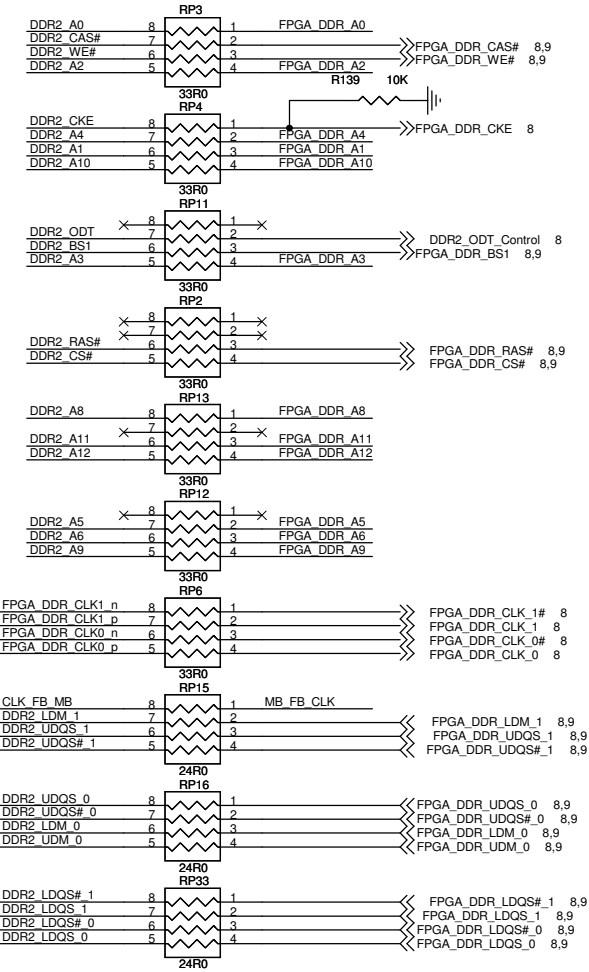 RP3
DDR2_A0 8 1 FPGA_DDR_A0
DDR2_CAS# 7 2 FPGA_DDR_CAS# 8,9
DDR2_WE# 6 3 FPGA_DDR_WE# 8,9
DDR2_A2 5 4 FPGA_DDR_A2
R139 10K
33R0
RP4
DDR2_CKE 8 1 FPGA_DDR_CKE 8
DDR2_A4 7 2 FPGA_DDR_A4
DDR2_A1 6 3 FPGA_DDR_A1
DDR2_A10 5 4 FPGA_DDR_A10
33R0
RP11
8 1
DDR2_ODT 7 2 DDR2_ODT_Control 8
DDR2_BS1 6 3 FPGA_DDR_BS1 8,9
DDR2_A3 5 4 FPGA_DDR_A3
33R0
RP2
8 1
7 2
DDR2_RAS# 6 3 FPGA_DDR_RAS# 8,9
DDR2_CS# 5 4 FPGA_DDR_CS# 8,9
33R0
RP13
DDR2_A8 8 1 FPGA_DDR_A8
7 2
DDR2_A11 6 3 FPGA_DDR_A11
DDR2_A12 5 4 FPGA_DDR_A12
33R0
RP12
8 1
DDR2_A5 7 2 FPGA_DDR_A5
DDR2_A6 6 3 FPGA_DDR_A6
DDR2_A9 5 4 FPGA_DDR_A9
33R0
RP6
FPGA_DDR_CLK1_n 8 1 FPGA_DDR_CLK_1# 8
FPGA_DDR_CLK1_p 7 2 FPGA_DDR_CLK_1 8
FPGA_DDR_CLK0_n 6 3 FPGA_DDR_CLK_0# 8
FPGA_DDR_CLK0_p 5 4 FPGA_DDR_CLK_0 8
33R0
RP15
CLK_FB_MB 8 1 MB_FB_CLK
DDR2_LDM_1 7 2 FPGA_DDR_LDM_1 8,9
DDR2_UDQS_1 6 3 FPGA_DDR_UDQS_1 8,9
DDR2_UDQS#_1 5 4 FPGA_DDR_UDQS#_1 8,9
24R0
RP16
DDR2_UDQS_0 8 1 FPGA_DDR_UDQS_0 8,9
DDR2_UDQS#_0 7 2 FPGA_DDR_UDQS#_0 8,9
DDR2_LDM_0 6 3 FPGA_DDR_LDM_0 8,9
DDR2_UDM_0 5 4 FPGA_DDR_UDM_0 8,9
24R0
RP33
DDR2_LDQS#_1 8 1 FPGA_DDR_LDQS#_1 8,9
DDR2_LDQS_1 7 2 FPGA_DDR_LDQS_1 8,9
DDR2_LDQS#_0 6 3 FPGA_DDR_LDQS#_0 8,9
DDR2_LDQS_0 5 4 FPGA_DDR_LDQS_0 8,9
24R0